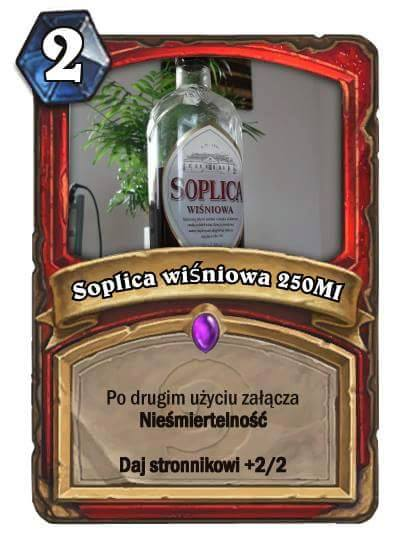 2
SOPLICA
WIŚNIOWA
Soplica wiśniowa 250Ml
Po drugim użyciu załącza
Nieśmiertelność
Daj stronnikowi +2/2